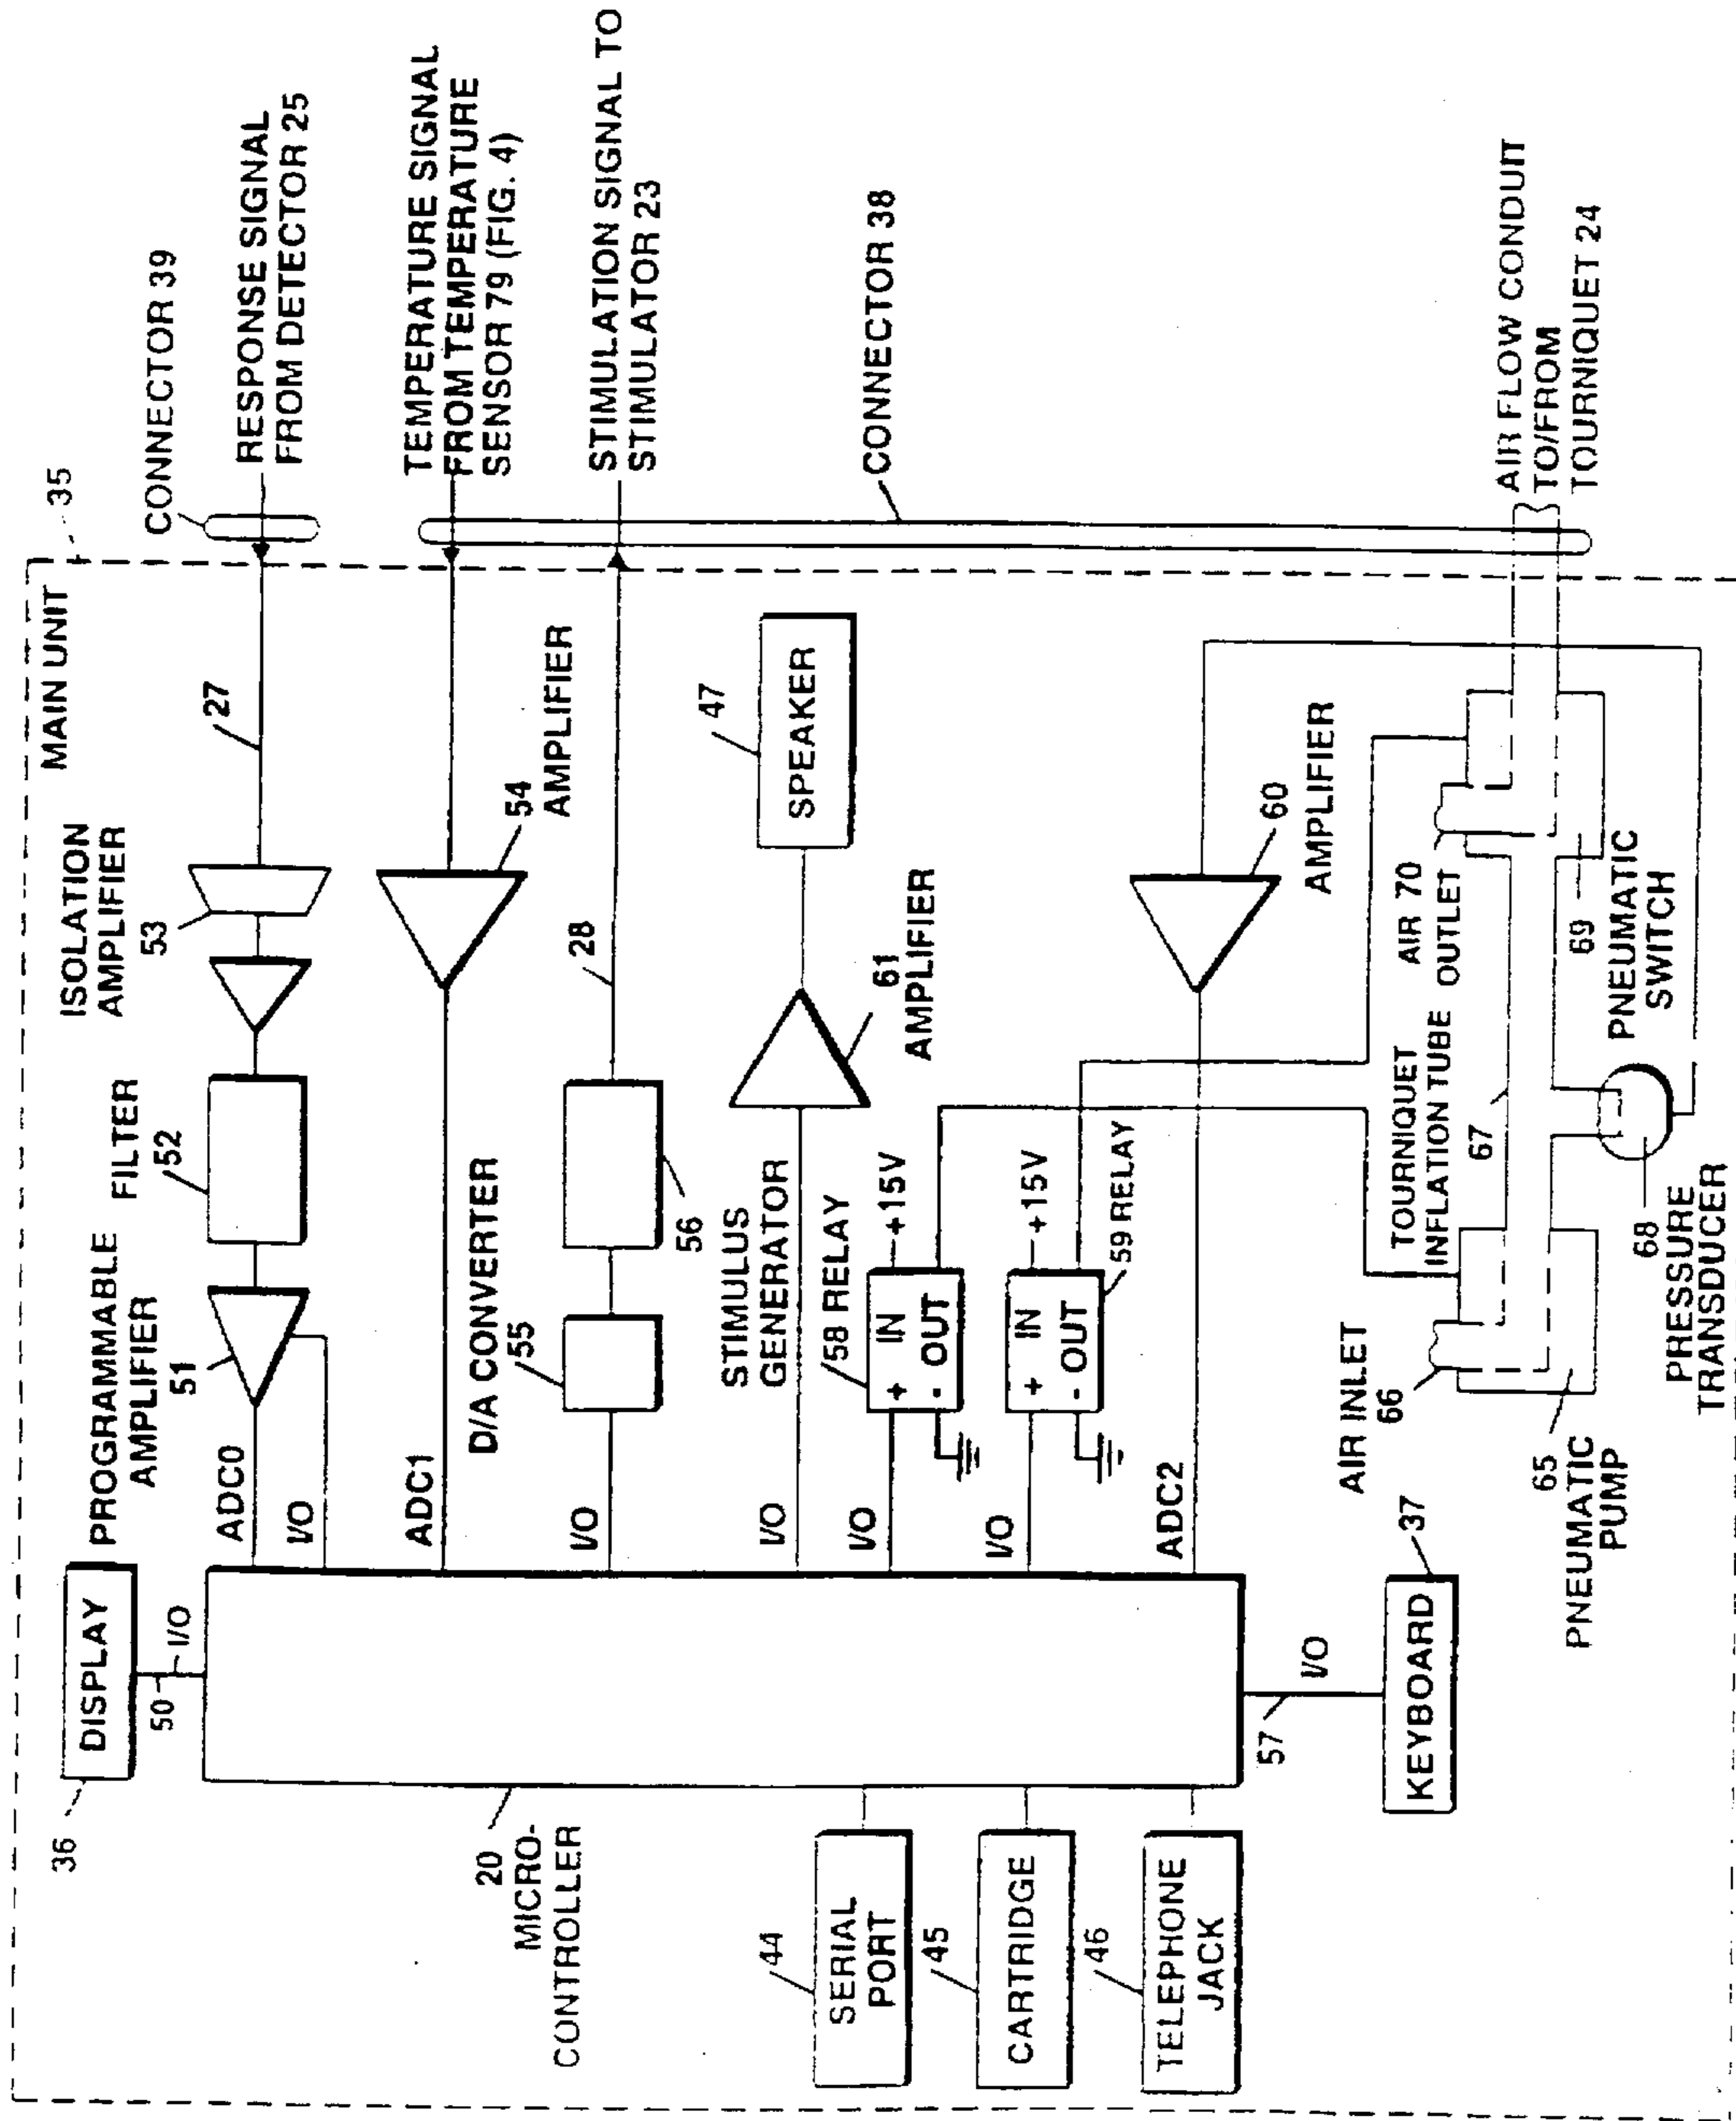 MAIN UNIT
35
CONNECTOR 39
RESPONSE SIGNAL
FROM DETECTOR 25
TEMPERATURE SIGNAL
FROM TEMPERATURE
SENSOR 79 (FIG. 4)
STIMULATION SIGNAL TO
STIMULATOR 23
CONNECTOR 38
AIR FLOW CONDUIT
TO/FROM
TOURNIQUET 24
36
DISPLAY
50
I/O
PROGRAMMABLE
AMPLIFIER
51
FILTER
52
ISOLATION
AMPLIFIER
53
27
ADC0
I/O
ADC1
54
AMPLIFIER
D/A CONVERTER
55
56
28
I/O
STIMULUS
GENERATOR
I/O
61
AMPLIFIER
47
SPEAKER
20
MICRO-
CONTROLLER
44
SERIAL
PORT
45
CARTRIDGE
46
TELEPHONE
JACK
I/O
58 RELAY
+ IN
- OUT
+15V
I/O
59 RELAY
+ IN
- OUT
+15V
ADC2
60
AMPLIFIER
57
I/O
KEYBOARD
37
AIR INLET
66
TOURNIQUET
INFLATION TUBE
67
AIR 70
OUTLET
65
PNEUMATIC
PUMP
68
PRESSURE
TRANSDUCER
69
PNEUMATIC
SWITCH